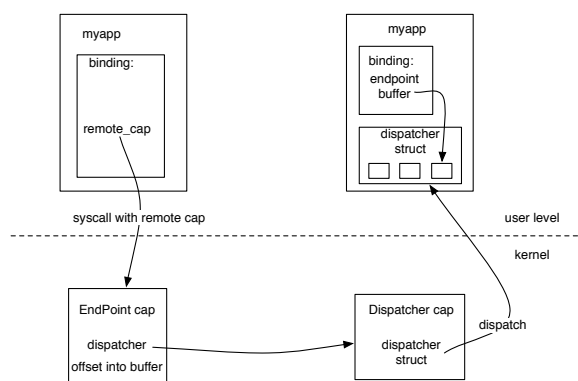 myapp
binding:
remote_cap
syscall with remote cap
myapp
binding:
endpoint
buffer
dispatcher
struct
user level
kernel
EndPoint cap
dispatcher
offset into buffer
Dispatcher cap
dispatcher
struct
dispatch